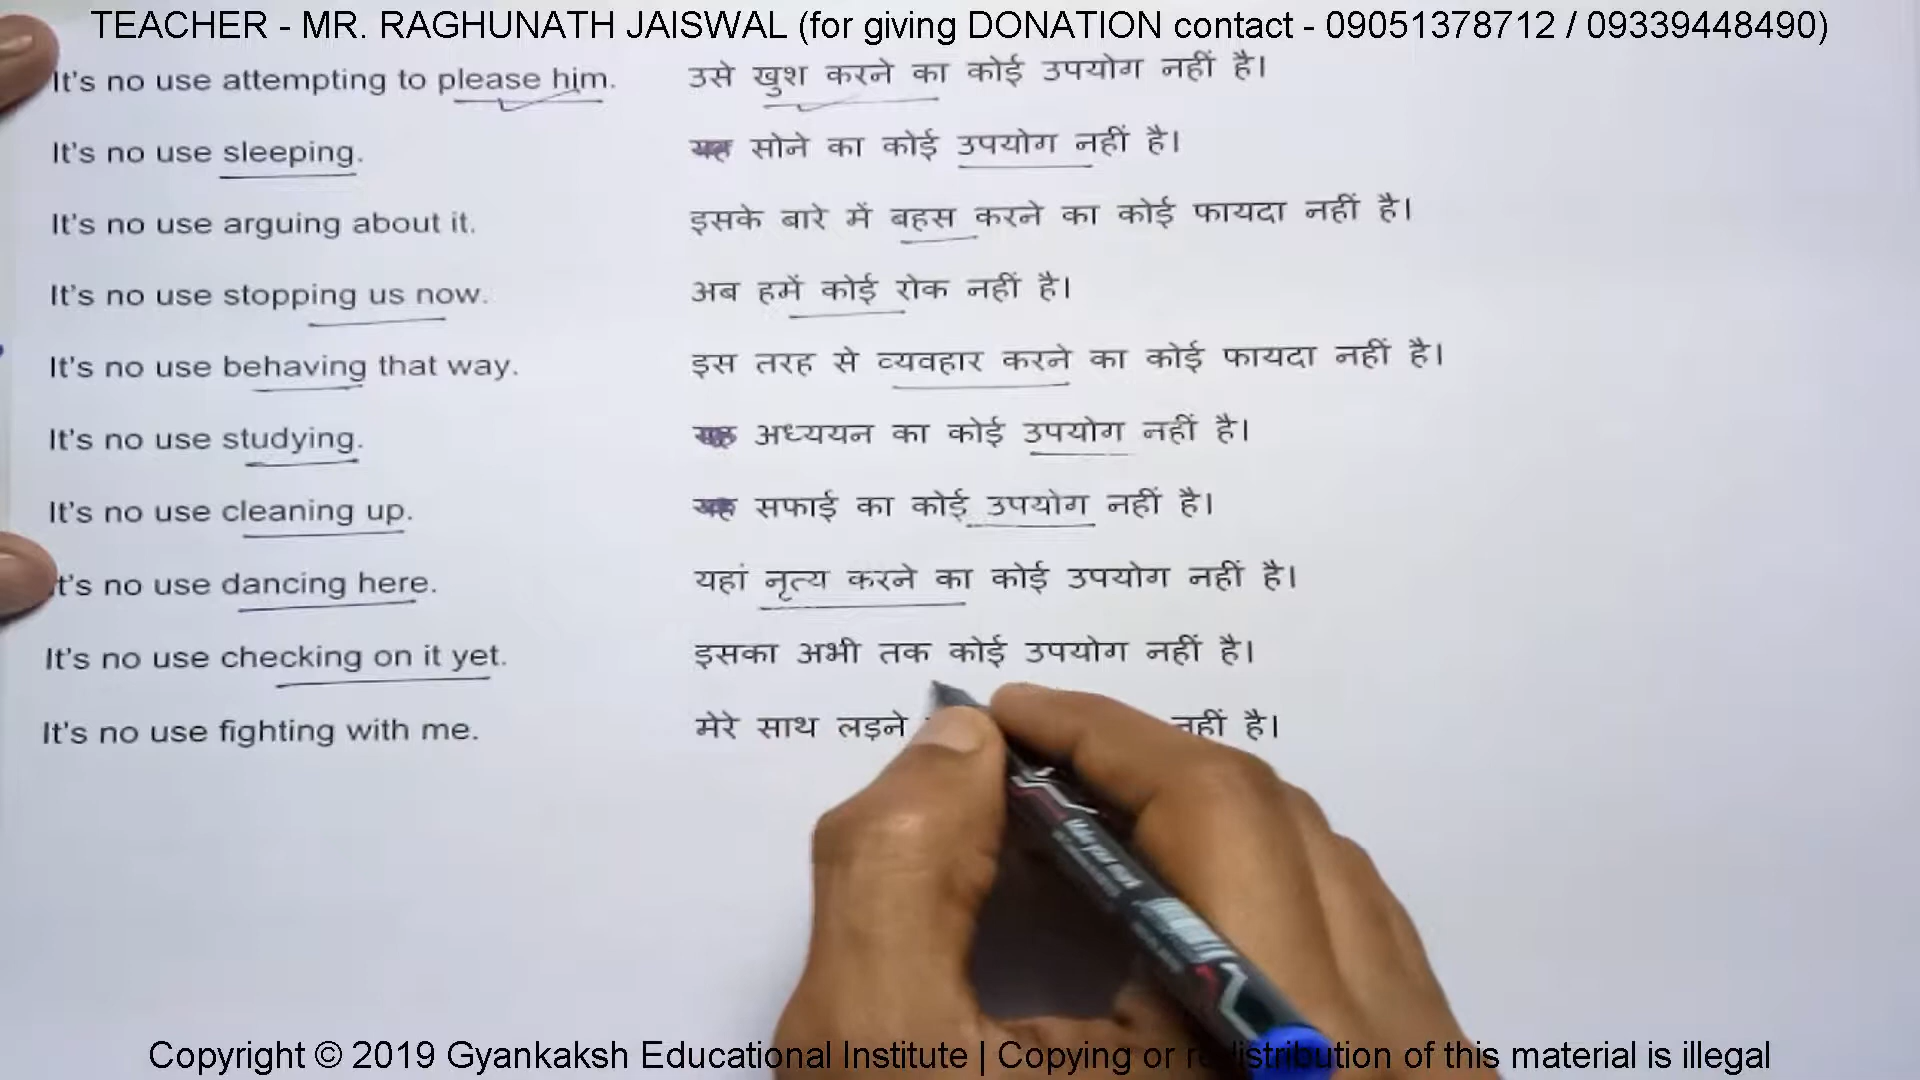 TEACHER - MR. RAGHUNATH JAISWAL (for giving DONATION contact - 09051378712 / 09339448490)
It's no use attempting to please him. उसे खुश करने का कोई उपयोग नहीं है।
It's no use sleeping. सोने का कोई उपयोग नहीं है।
It's no use arguing about it. इसके बारे में बहस करने का कोई फायदा नहीं है।
It's no use stopping us now. अब हमें कोई रोक नहीं है।
It's no use behaving that way. इस तरह से व्यवहार करने का कोई फायदा नहीं है।
It's no use studying. अध्ययन का कोई उपयोग नहीं है।
It's no use cleaning up. सफाई का कोई उपयोग नहीं है।
t's no use dancing here. यहां नृत्य करने का कोई उपयोग नहीं है।
It's no use checking on it yet. इसका अभी तक कोई उपयोग नहीं है।
It's no use fighting with me. मेरे साथ लड़ने नहीं है।
Make your mark
Copyright © 2019 Gyankaksh Educational Institute | Copying or redistribution of this material is illegal